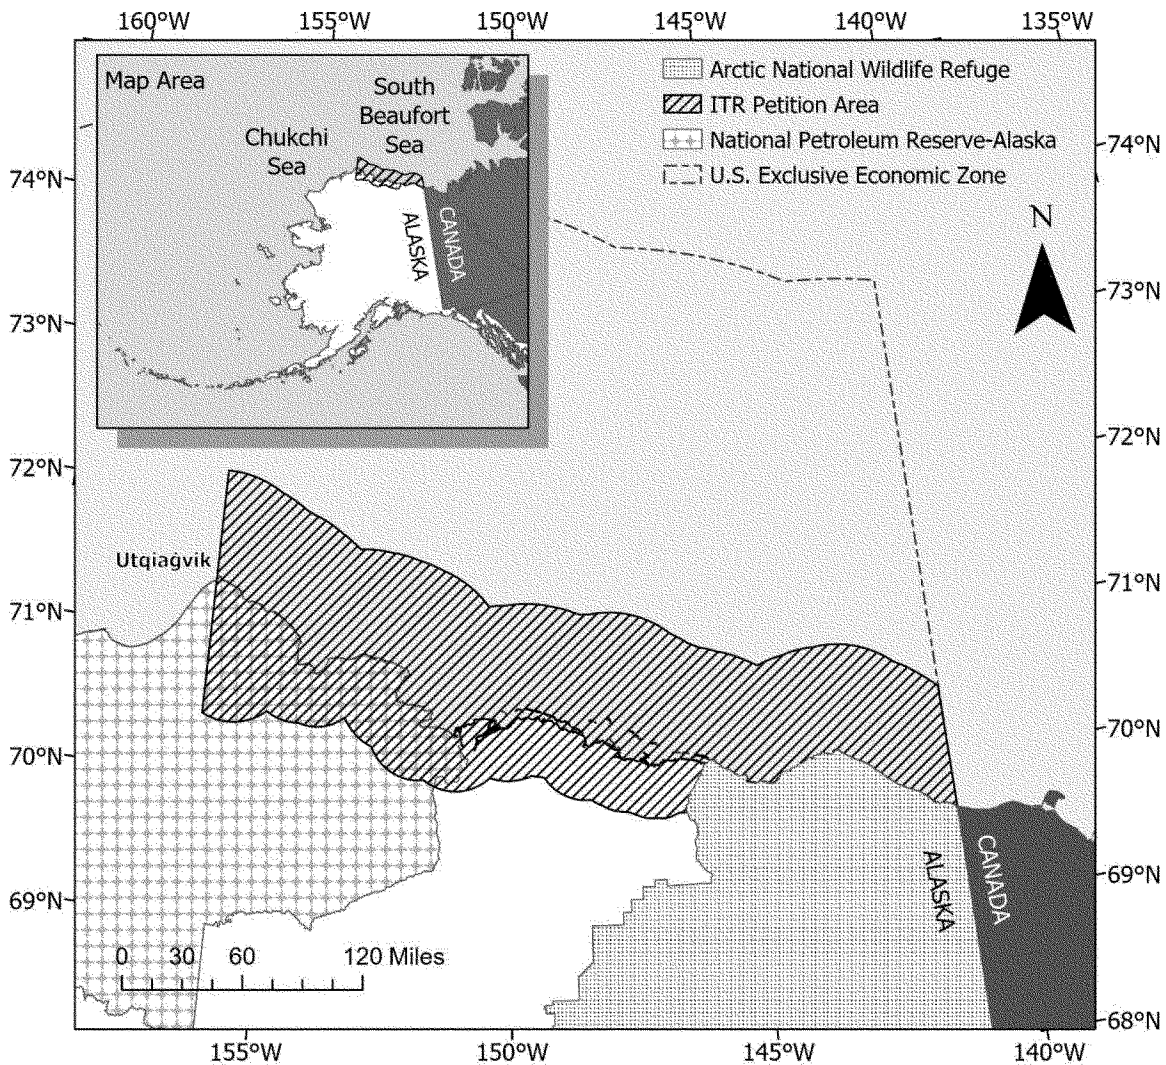 160°W 155°W 150°W 145°W 140°W 135°W
Map Area
South
Beaufort
Sea
Chukchi
Sea
ALASKA
CANADA
Arctic National Wildlife Refuge
ITR Petition Area
National Petroleum Reserve-Alaska
U.S. Exclusive Economic Zone
N
74°N
74°N
73°N
73°N
72°N
72°N
Utqiaġvik
71°N
71°N
70°N
70°N
69°N
69°N
ALASKA
CANADA
0 30 60 120 Miles
68°N
155°W 150°W 145°W 140°W